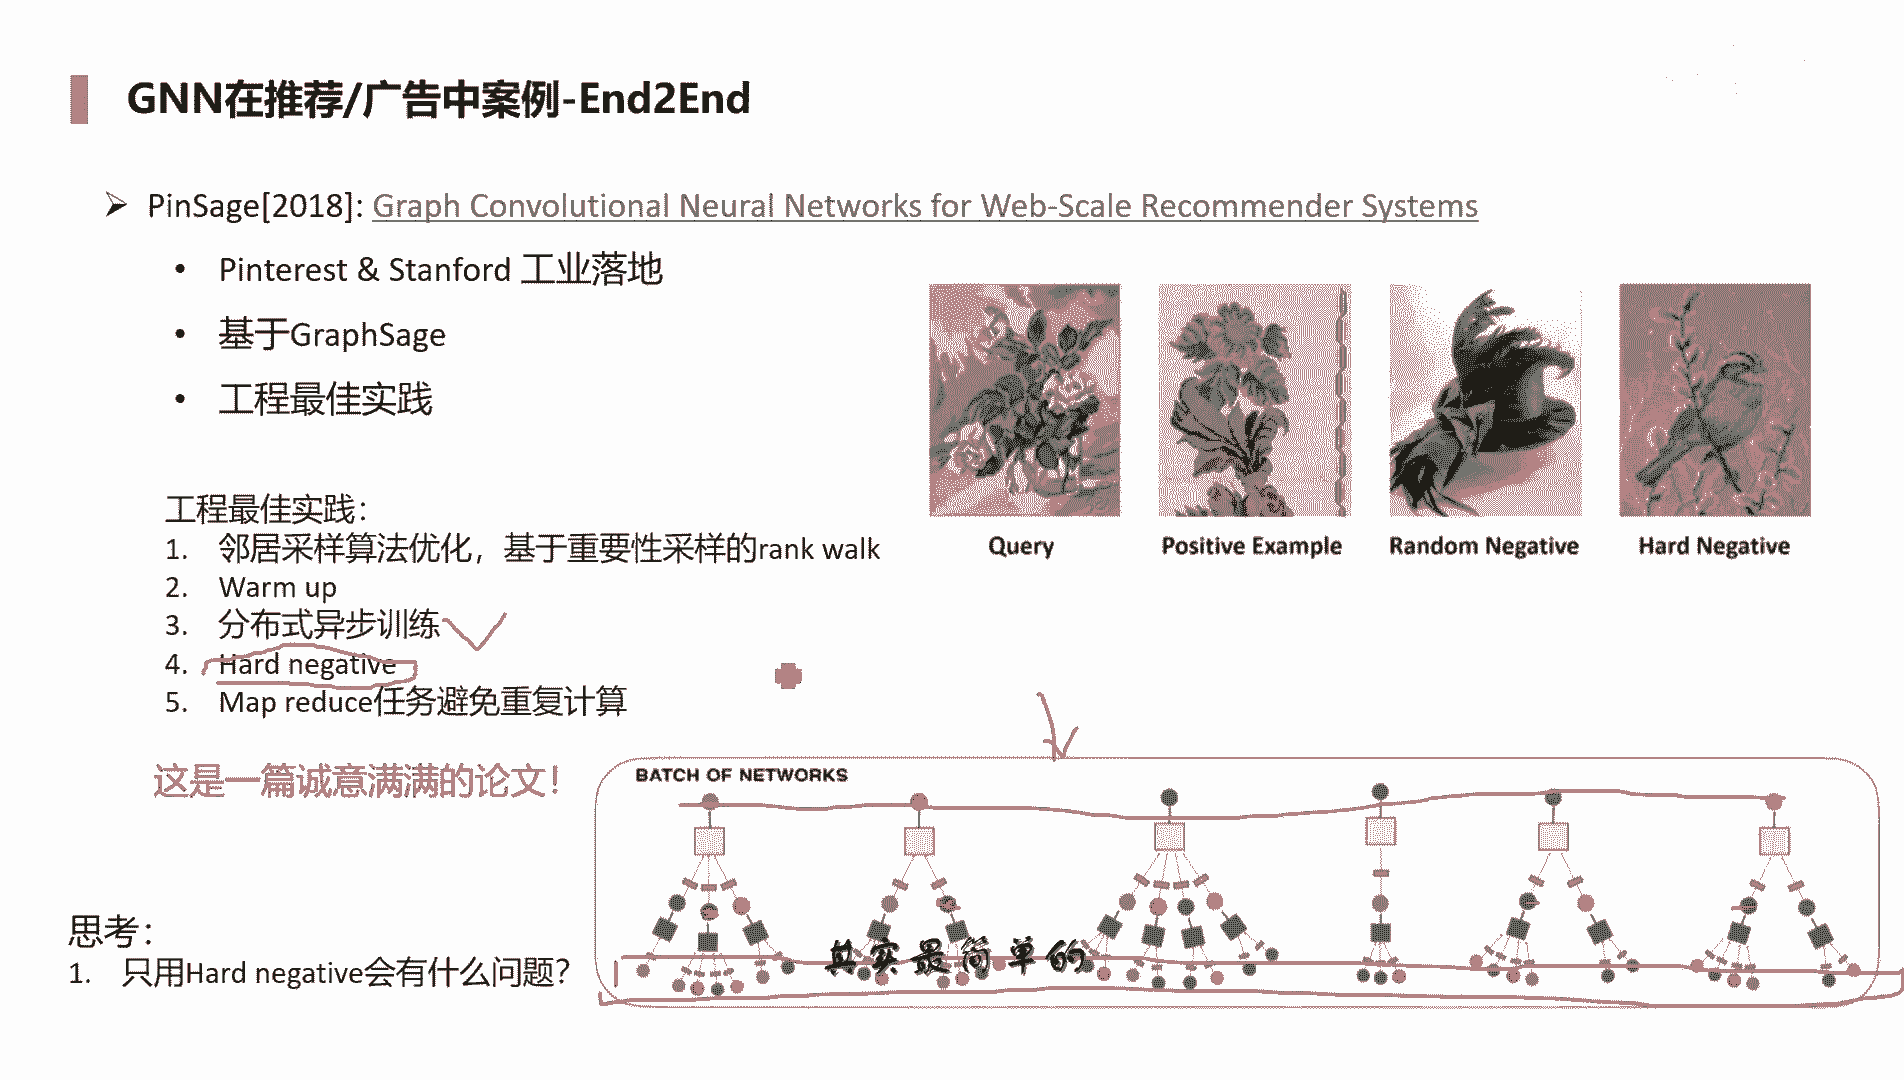 GNN在推荐/广告中案例-End2End
➢ PinSage[2018]: Graph Convolutional Neural Networks for Web-Scale Recommender Systems
• Pinterest & Stanford 工业落地
• 基于GraphSage
• 工程最佳实践
Query
Positive Example
Random Negative
Hard Negative
工程最佳实践：
1. 邻居采样算法优化，基于重要性采样的rank walk
2. Warm up
3. 分布式异步训练
4. Hard negative
5. Map reduce任务避免重复计算
这是一篇诚意满满的论文！
BATCH OF NETWORKS
思考：
1. 只用Hard negative会有什么问题？
其实最简单的